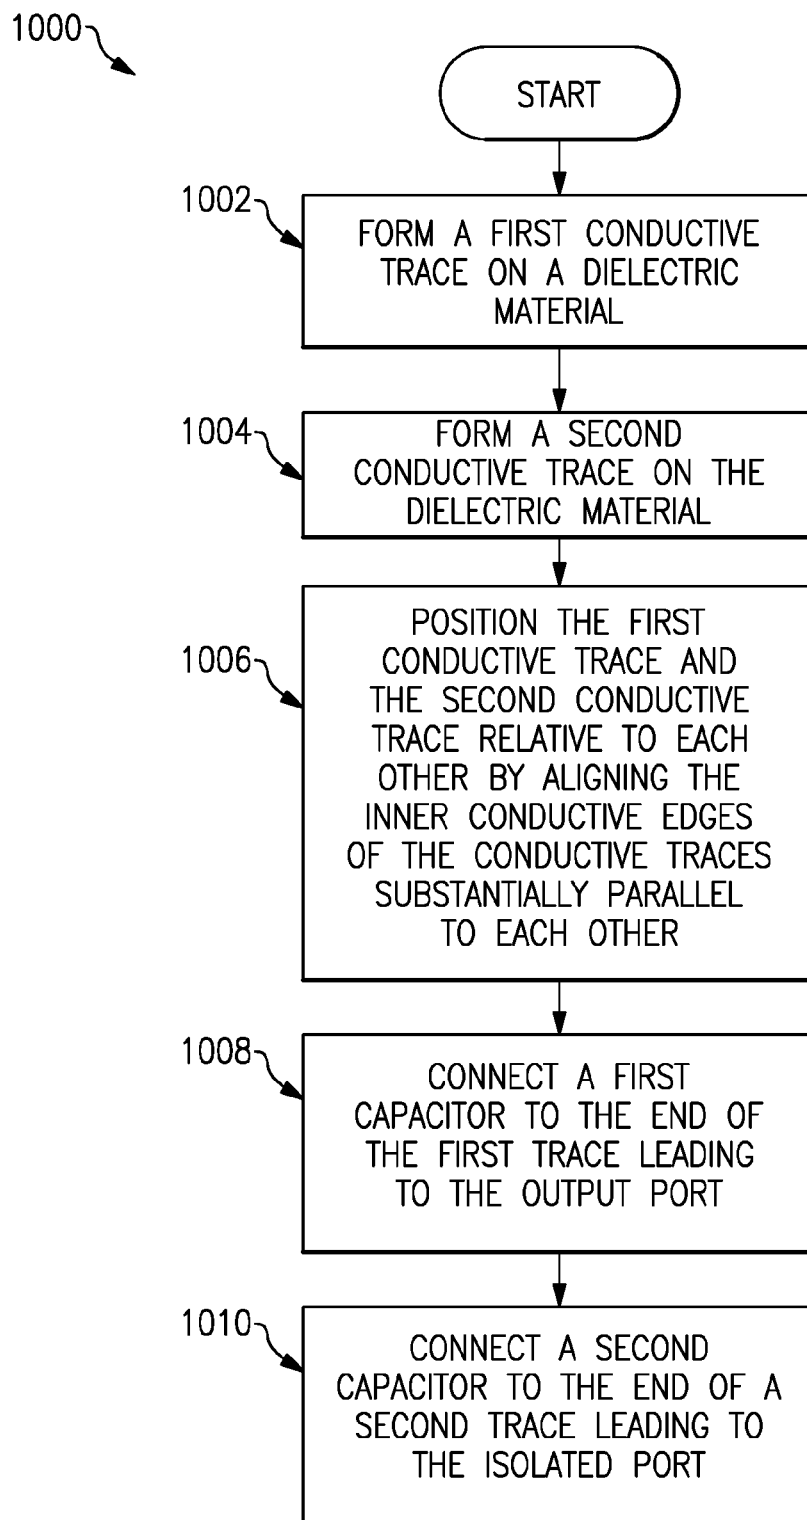 1000
START
1002
FORM A FIRST CONDUCTIVE
TRACE ON A DIELECTRIC
MATERIAL
1004
FORM A SECOND
CONDUCTIVE TRACE ON THE
DIELECTRIC MATERIAL
1006
POSITION THE FIRST
CONDUCTIVE TRACE AND
THE SECOND CONDUCTIVE
TRACE RELATIVE TO EACH
OTHER BY ALIGNING THE
INNER CONDUCTIVE EDGES
OF THE CONDUCTIVE TRACES
SUBSTANTIALLY PARALLEL
TO EACH OTHER
1008
CONNECT A FIRST
CAPACITOR TO THE END OF
THE FIRST TRACE LEADING
TO THE OUTPUT PORT
1010
CONNECT A SECOND
CAPACITOR TO THE END OF A
SECOND TRACE LEADING TO
THE ISOLATED PORT